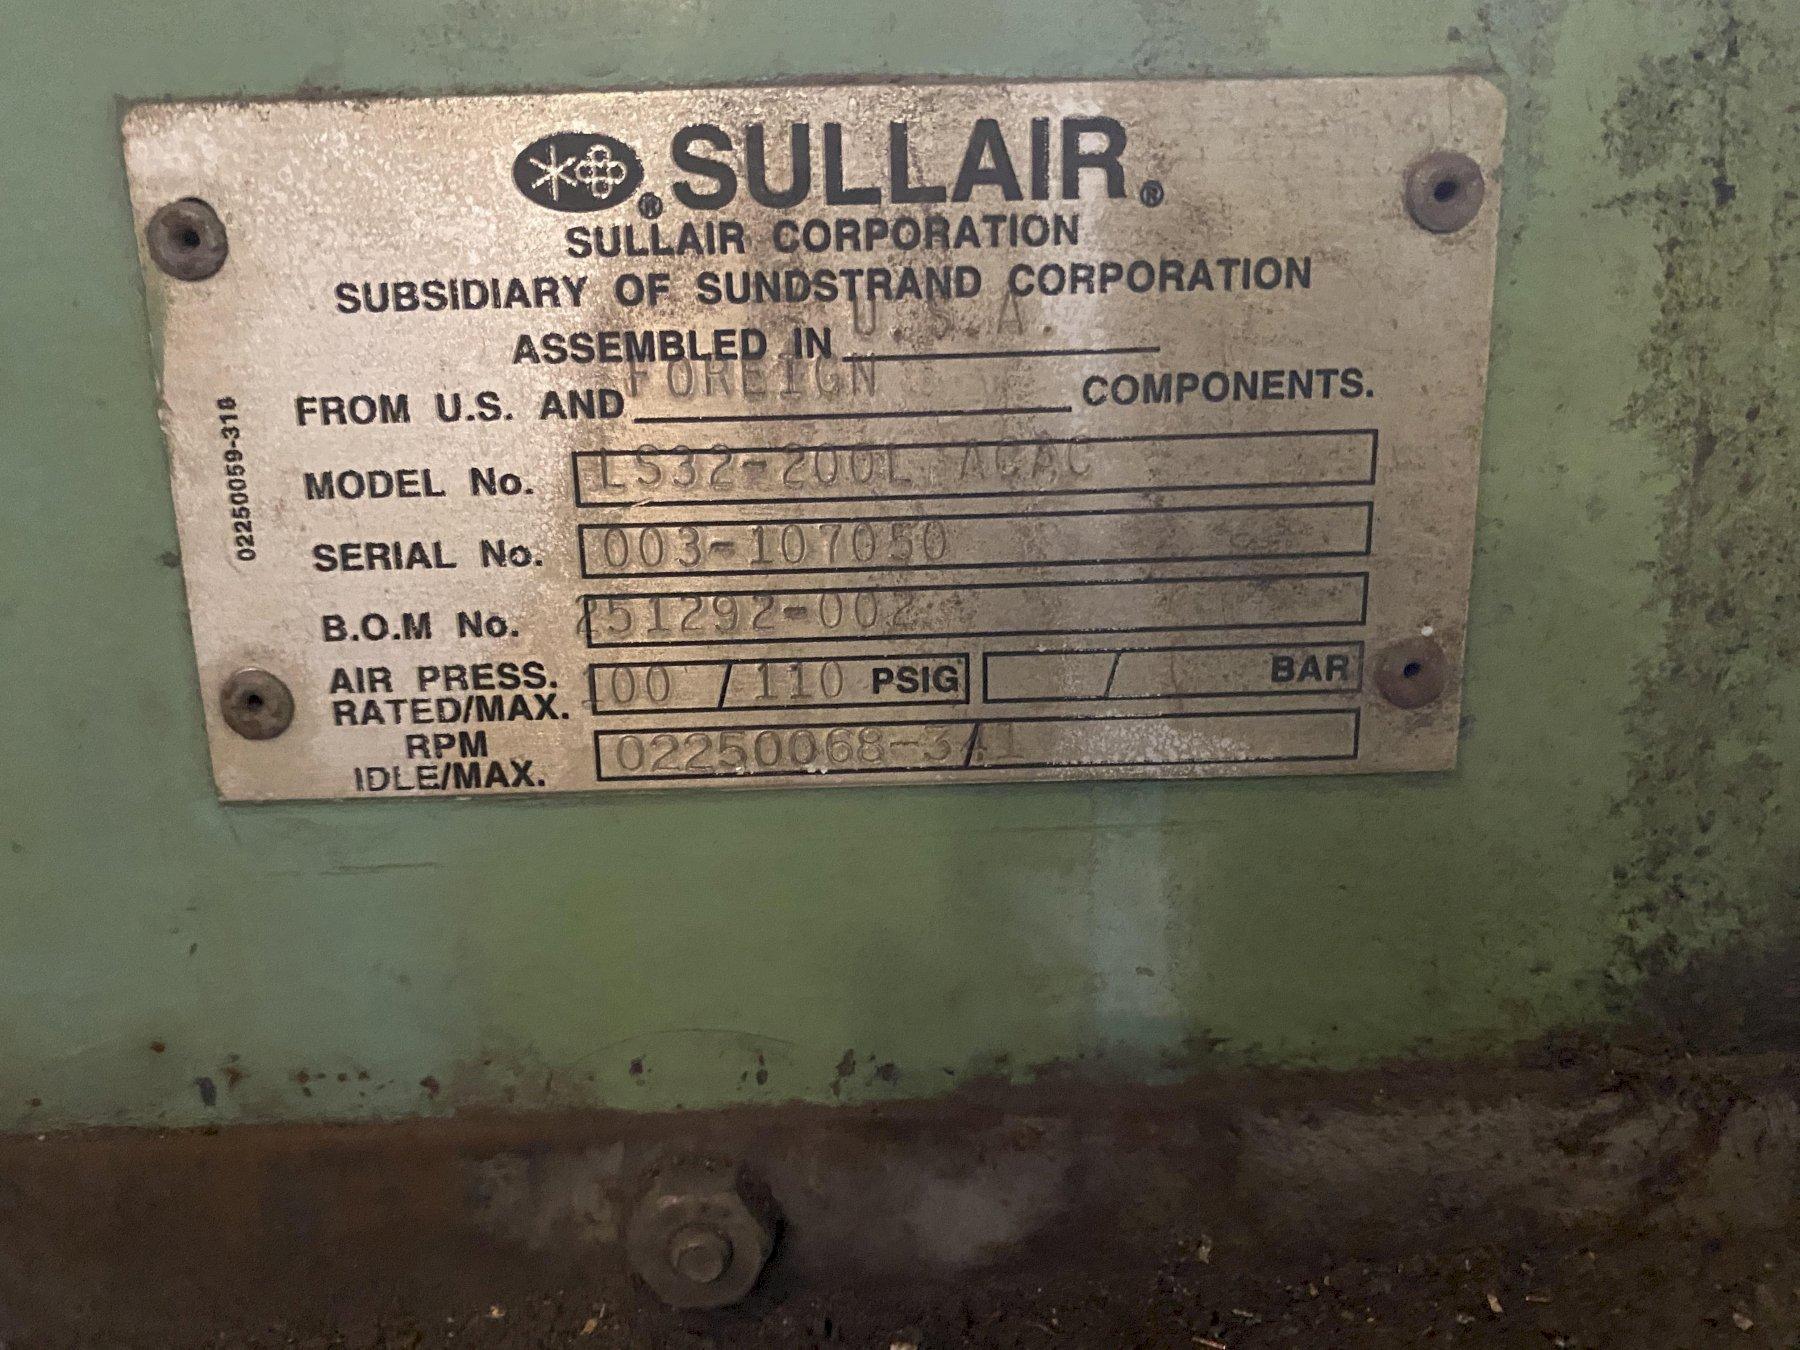 ® SULLAIR®
SULLAIR CORPORATION
SUBSIDIARY OF SUNDSTRAND CORPORATION
ASSEMBLED IN U.S.A.
FROM U.S. AND FOREIGN COMPONENTS.
MODEL No. LS32-200L ACAC
SERIAL No. 003-107050
B.O.M No. 251292-002
AIR PRESS. RATED/MAX. 100 / 110 PSIG / BAR
RPM IDLE/MAX. 02250068-341
022500059-318